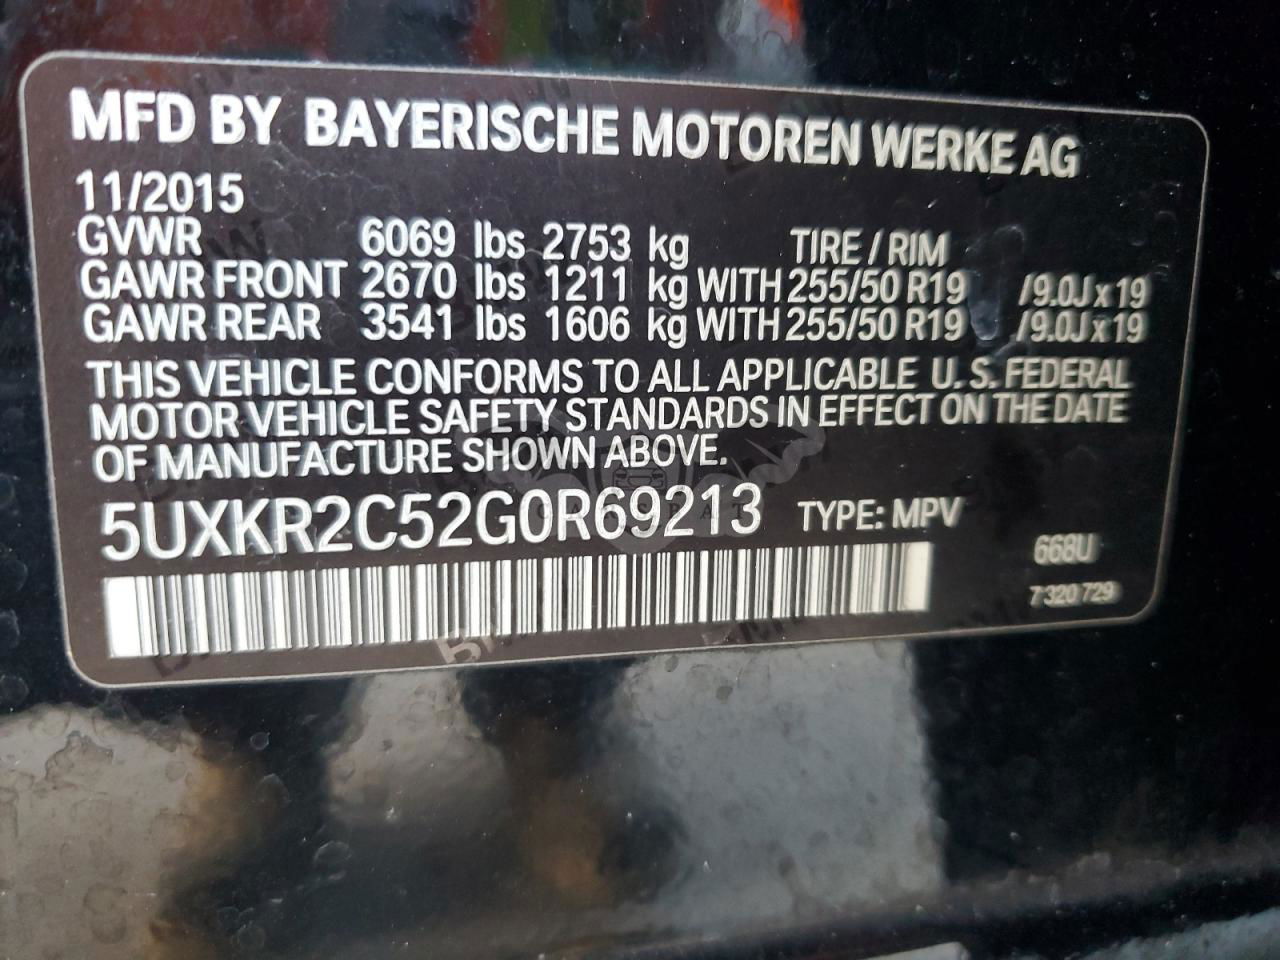 MFD BY BAYERISCHE MOTOREN WERKE AG
11/2015
GVWR 6069 lbs 2753 kg TIRE / RIM
GAWR FRONT 2670 lbs 1211 kg WITH 255/50 R19 /9.0J x 19
GAWR REAR 3541 lbs 1606 kg WITH 255/50 R19 /9.0J x 19
THIS VEHICLE CONFORMS TO ALL APPLICABLE U.S. FEDERAL
MOTOR VEHICLE SAFETY STANDARDS IN EFFECT ON THE DATE
OF MANUFACTURE SHOWN ABOVE.
5UXKR2C52G0R69213 TYPE: MPV
668U
7 320 729